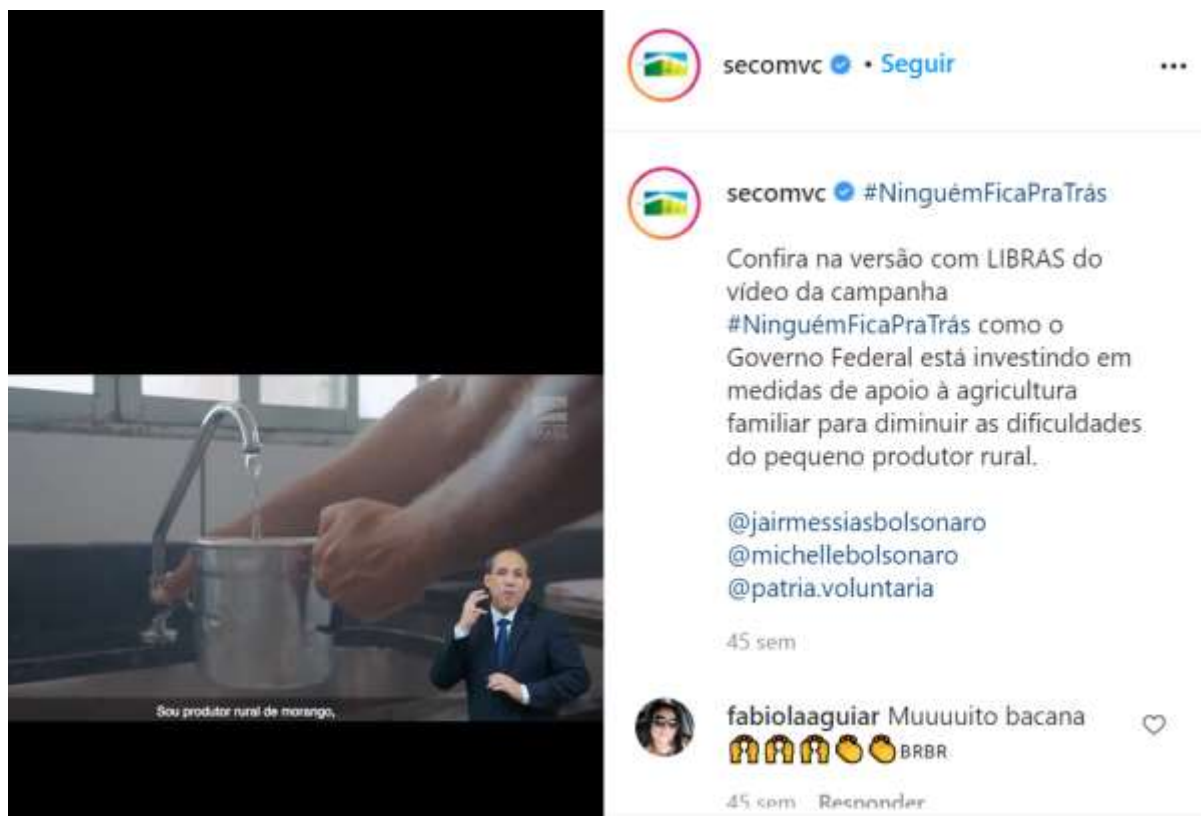 secomvc • Seguir
secomvc #NinguémFicaPraTrás
Confira na versão com LIBRAS do
vídeo da campanha
#NinguémFicaPraTrás como o
Governo Federal está investindo em
medidas de apoio à agricultura
familiar para diminuir as dificuldades
do pequeno produtor rural.
@jairmessiasbolsonaro
@michellebolsonaro
@patria.voluntaria
45 sem
fabiolaaguiar Muuuuito bacana
🙌🙌🙌👏👏BRBR
45 sem Responder
Sou produtor rural de morango,